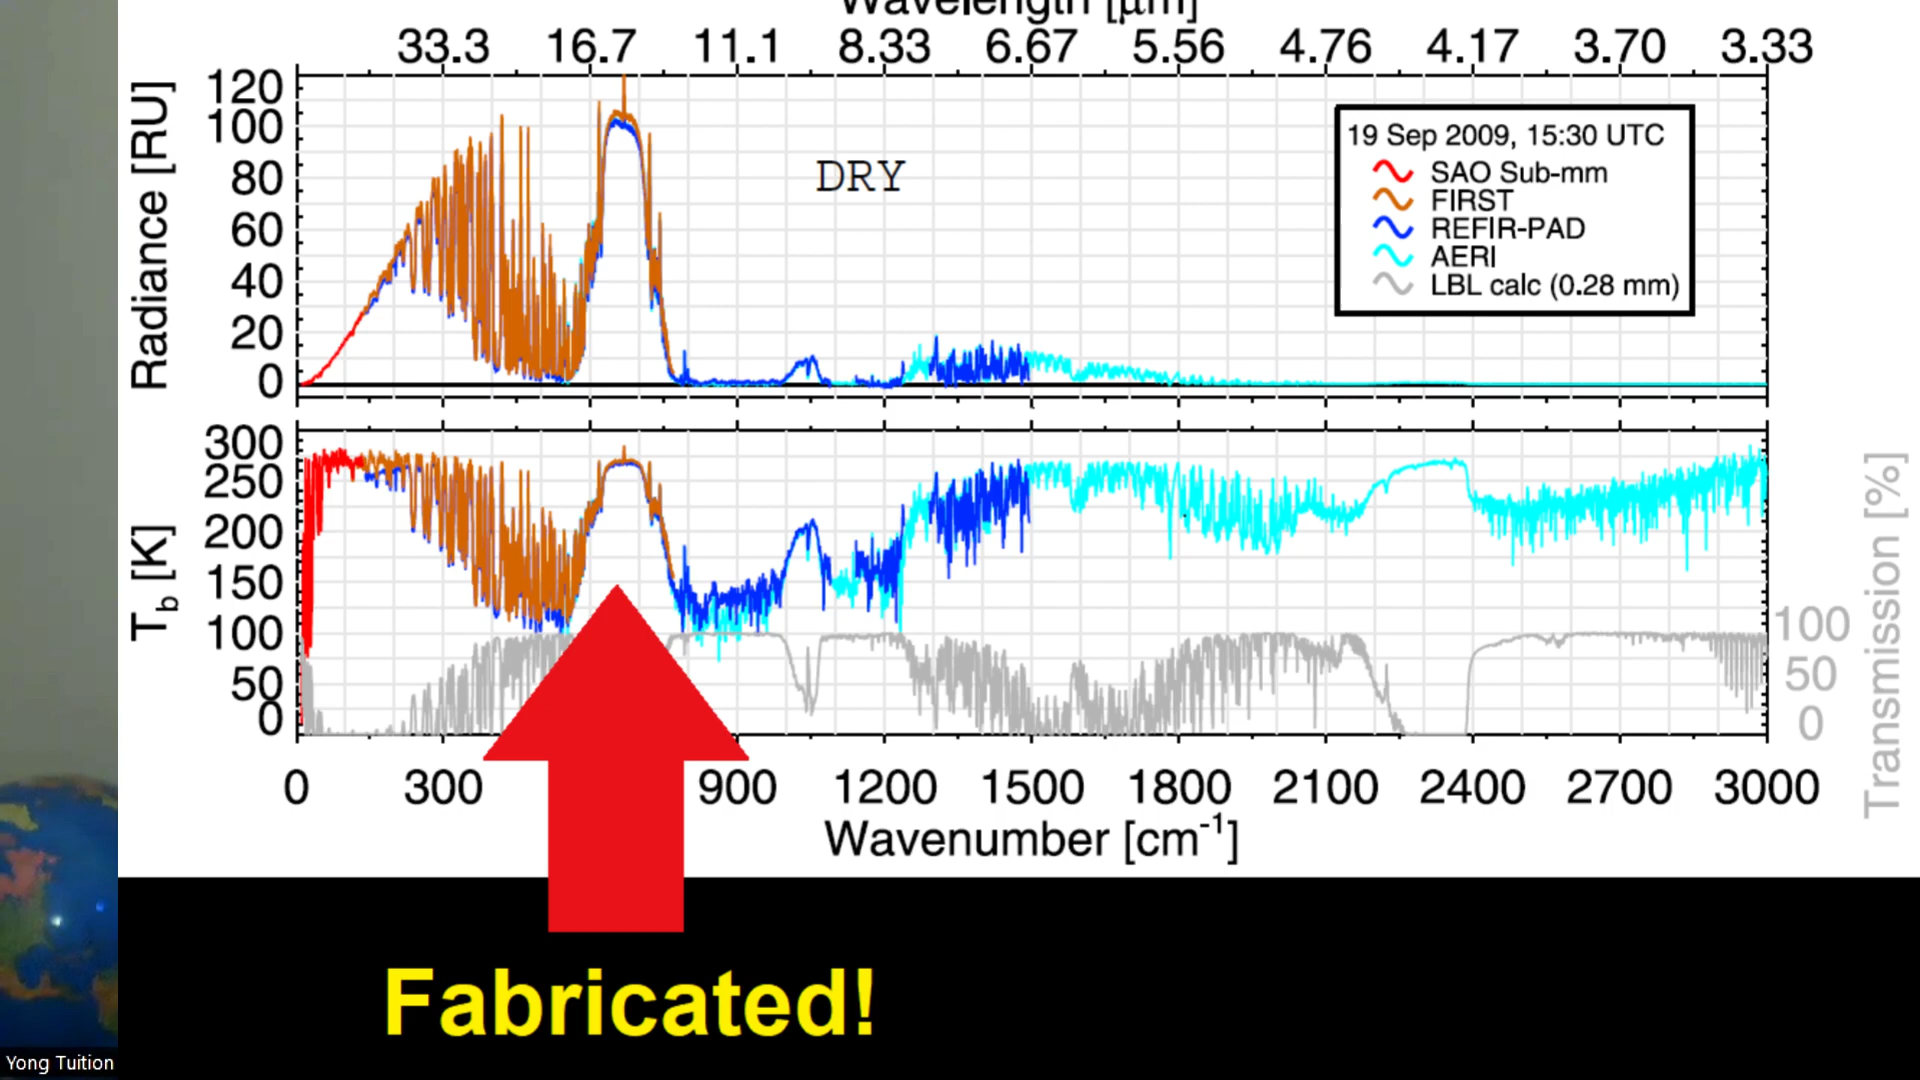 Wavelength [μm]
33.3 16.7 11.1 8.33 6.67 5.56 4.76 4.17 3.70 3.33
Radiance [RU]
120
100
80
60
40
20
0
DRY
19 Sep 2009, 15:30 UTC
SAO Sub-mm
FIRST
REFIR-PAD
AERI
LBL calc (0.28 mm)
Tb [K]
300
250
200
150
100
50
0
Transmission [%]
100
50
0
0 300 900 1200 1500 1800 2100 2400 2700 3000
Wavenumber [cm-1]
Fabricated!
Yong Tuition